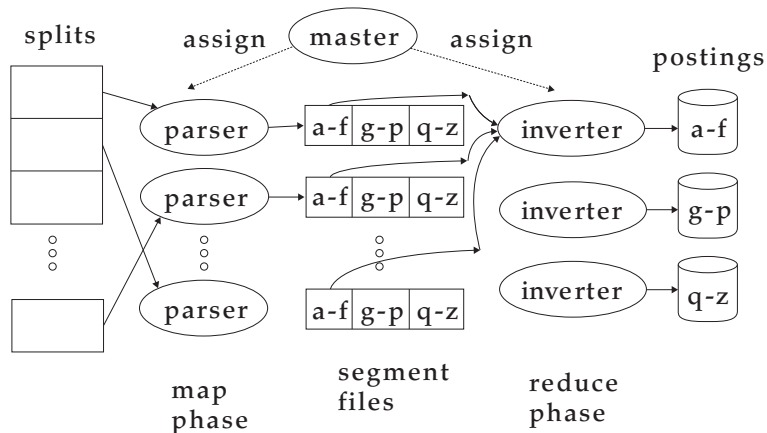 splits
assign
master
assign
postings
parser
a-f g-p q-z
inverter
a-f
parser
a-f g-p q-z
inverter
g-p
parser
a-f g-p q-z
inverter
q-z
map
phase
segment
files
reduce
phase